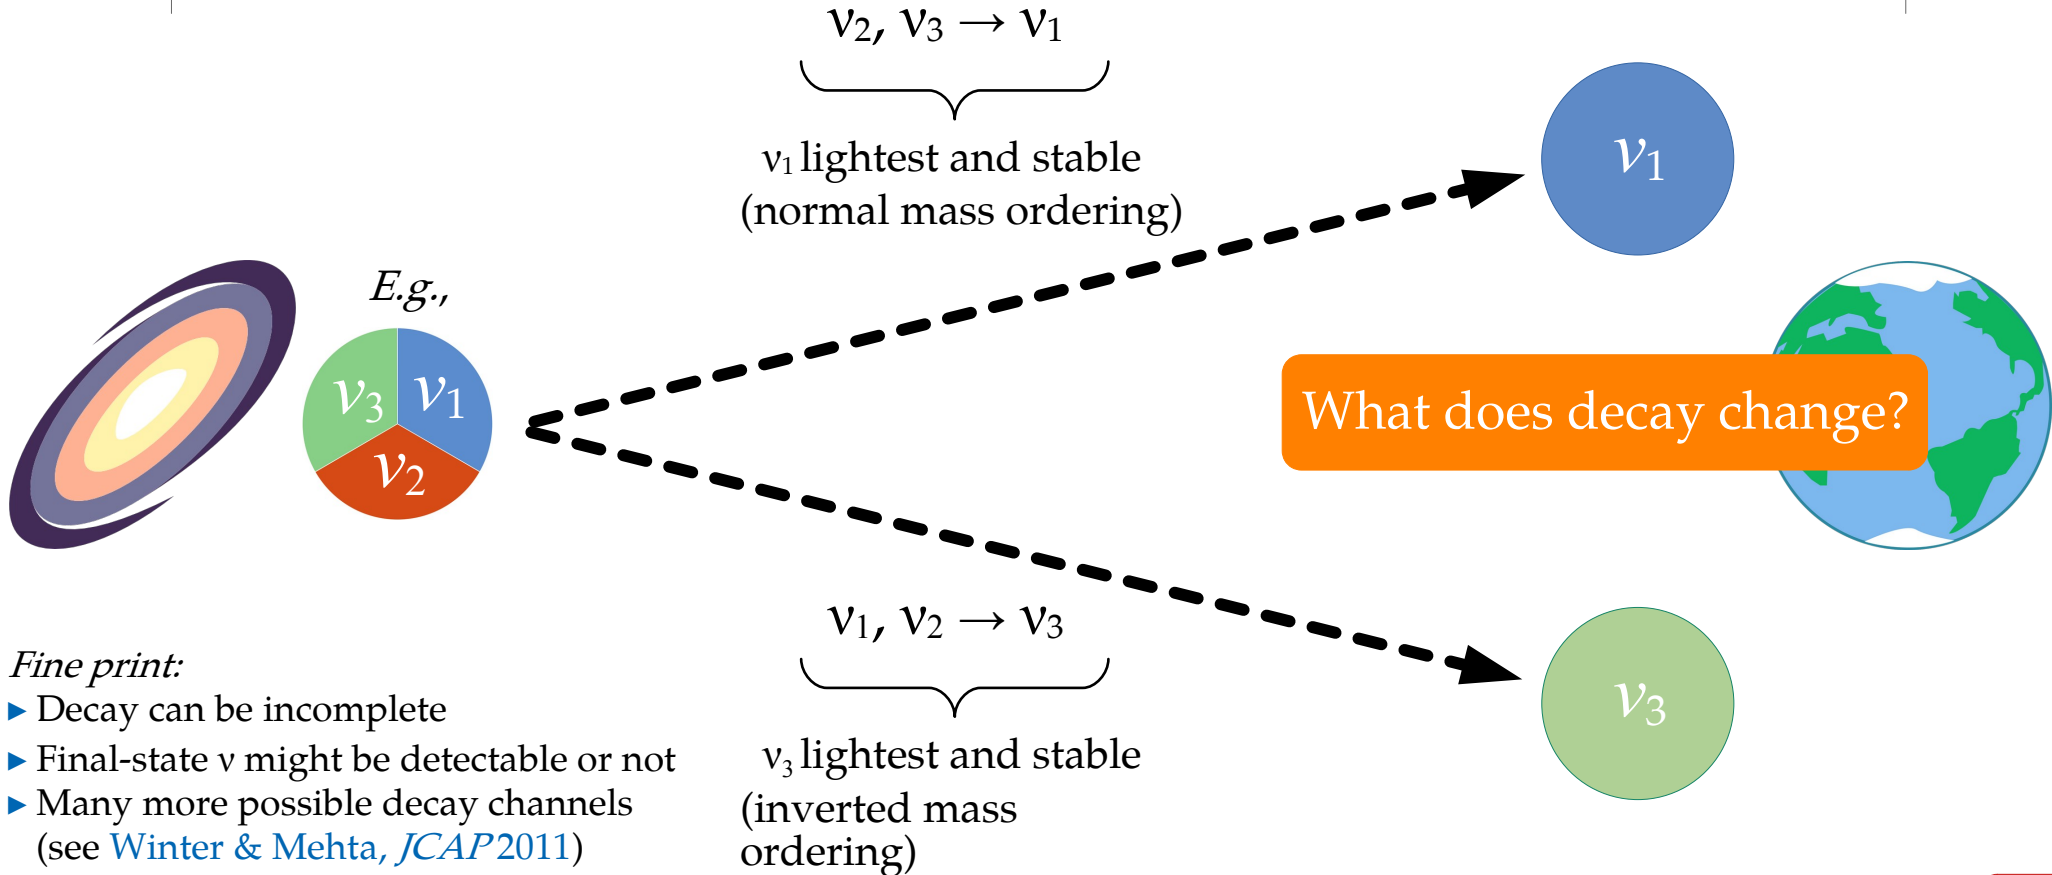 ν₂, ν₃ → ν₁
ν₁ lightest and stable
(normal mass ordering)
ν₁
E.g.,
ν₃ ν₁
ν₂
What does decay change?
ν₁, ν₂ → ν₃
ν₃ lightest and stable
(inverted mass
ordering)
ν₃
Fine print:
► Decay can be incomplete
► Final-state ν might be detectable or not
► Many more possible decay channels
(see Winter & Mehta, JCAP 2011)